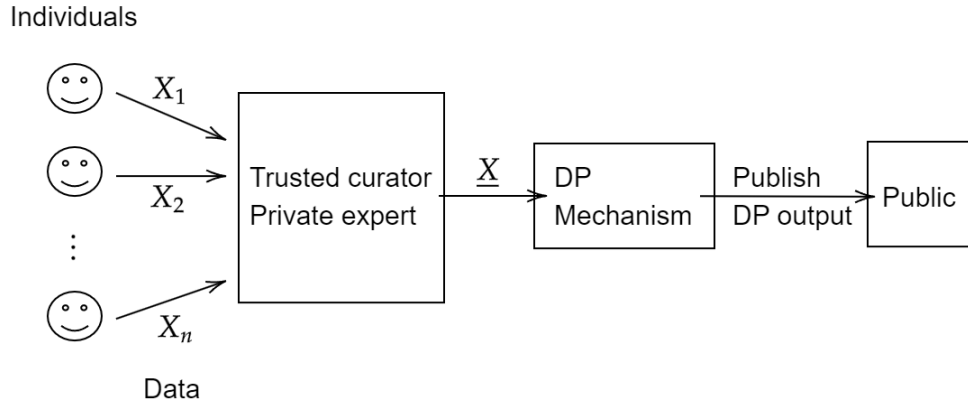 Individuals
X₁
X₂
⋮
Xₙ
Data
Trusted curator
Private expert
X̲
DP
Mechanism
Publish
DP output
Public